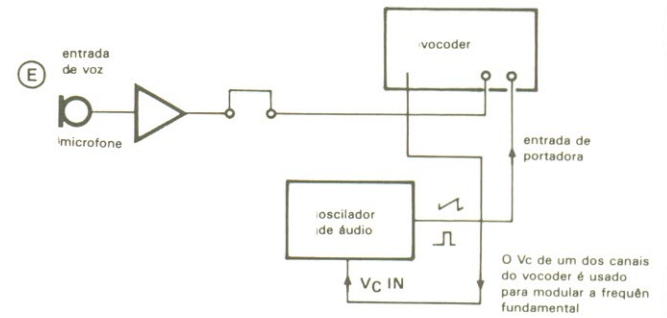 E
entrada
de voz
microfone
vocoder
entrada de
portadora
oscilador
de áudio
VC IN
O Vc de um dos canais
do vocoder é usado
para modular a frequên
fundamental